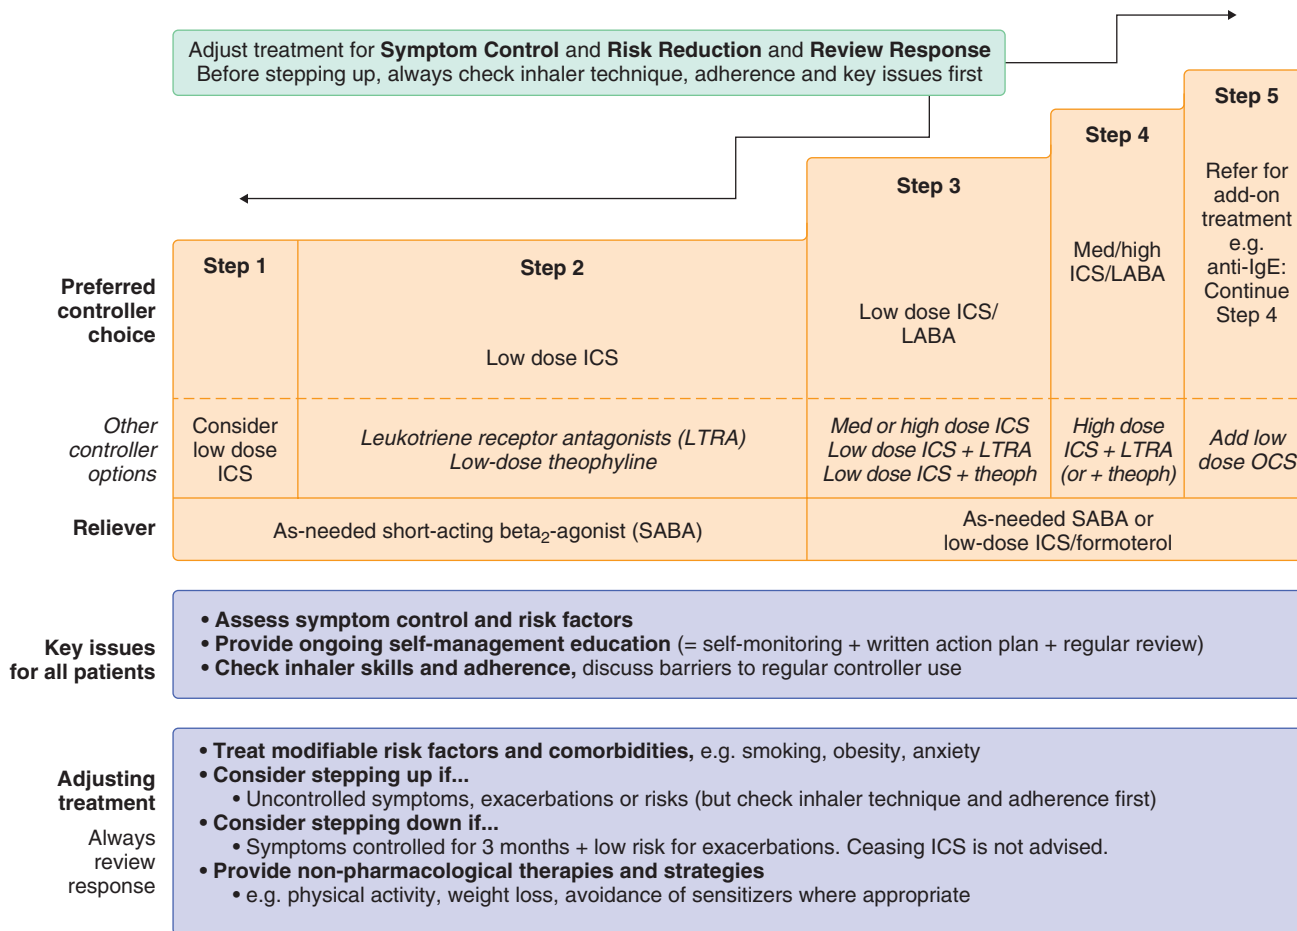 Adjust treatment for Symptom Control and Risk Reduction and Review Response
Before stepping up, always check inhaler technique, adherence and key issues first
Preferred
controller
choice
Step 1
Step 2
Low dose ICS
Step 3
Low dose ICS/
LABA
Step 4
Med/high
ICS/LABA
Step 5
Refer for
add-on
treatment
e.g.
anti-IgE:
Continue
Step 4
Other
controller
options
Consider
low dose
ICS
Leukotriene receptor antagonists (LTRA)
Low-dose theophyline
Med or high dose ICS
Low dose ICS + LTRA
Low dose ICS + theoph
High dose
ICS + LTRA
(or + theoph)
Add low
dose OCS
Reliever
As-needed short-acting beta₂-agonist (SABA)
As-needed SABA or
low-dose ICS/formoterol
Key issues
for all patients
• Assess symptom control and risk factors
• Provide ongoing self-management education (= self-monitoring + written action plan + regular review)
• Check inhaler skills and adherence, discuss barriers to regular controller use
Adjusting
treatment
Always
review
response
• Treat modifiable risk factors and comorbidities, e.g. smoking, obesity, anxiety
• Consider stepping up if...
• Uncontrolled symptoms, exacerbations or risks (but check inhaler technique and adherence first)
• Consider stepping down if...
• Symptoms controlled for 3 months + low risk for exacerbations. Ceasing ICS is not advised.
• Provide non-pharmacological therapies and strategies
• e.g. physical activity, weight loss, avoidance of sensitizers where appropriate